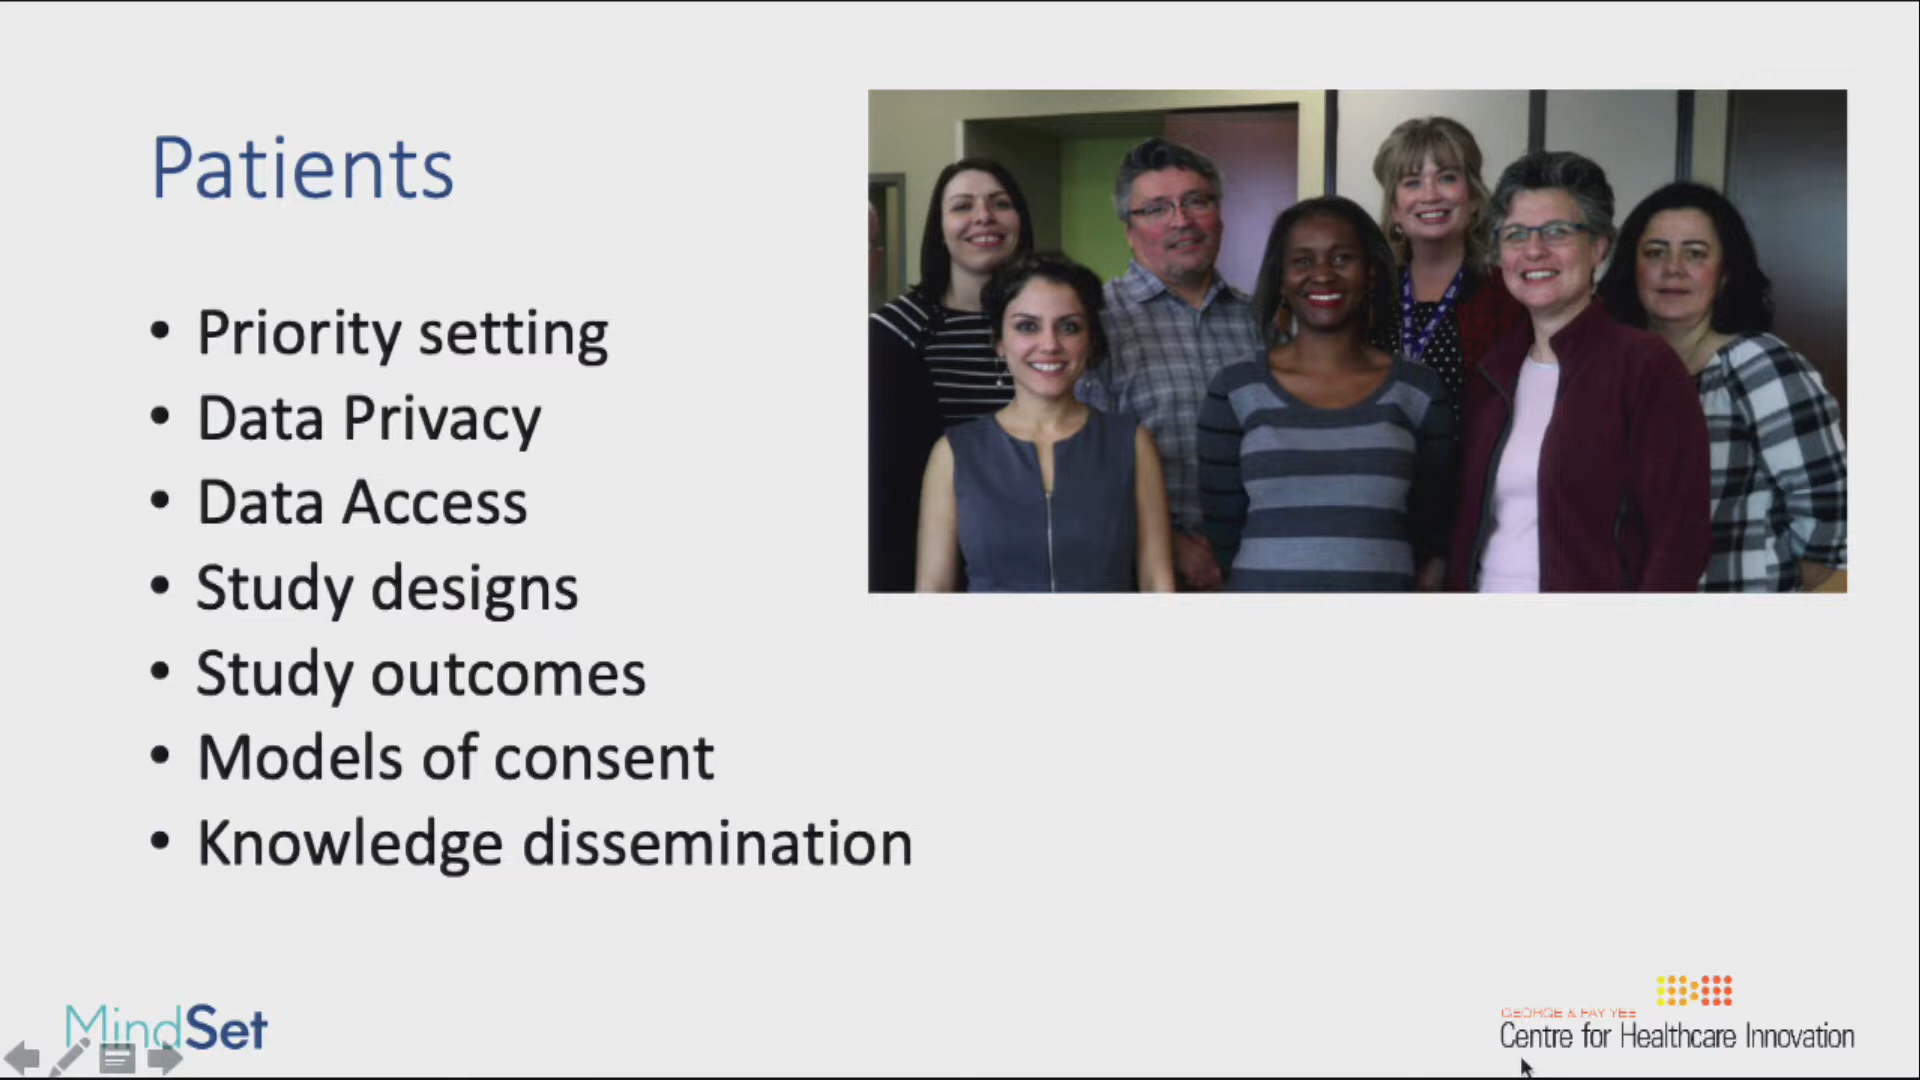 Patients
• Priority setting
• Data Privacy
• Data Access
• Study designs
• Study outcomes
• Models of consent
• Knowledge dissemination
MindSet
GEORGE & FAY YEE
Centre for Healthcare Innovation